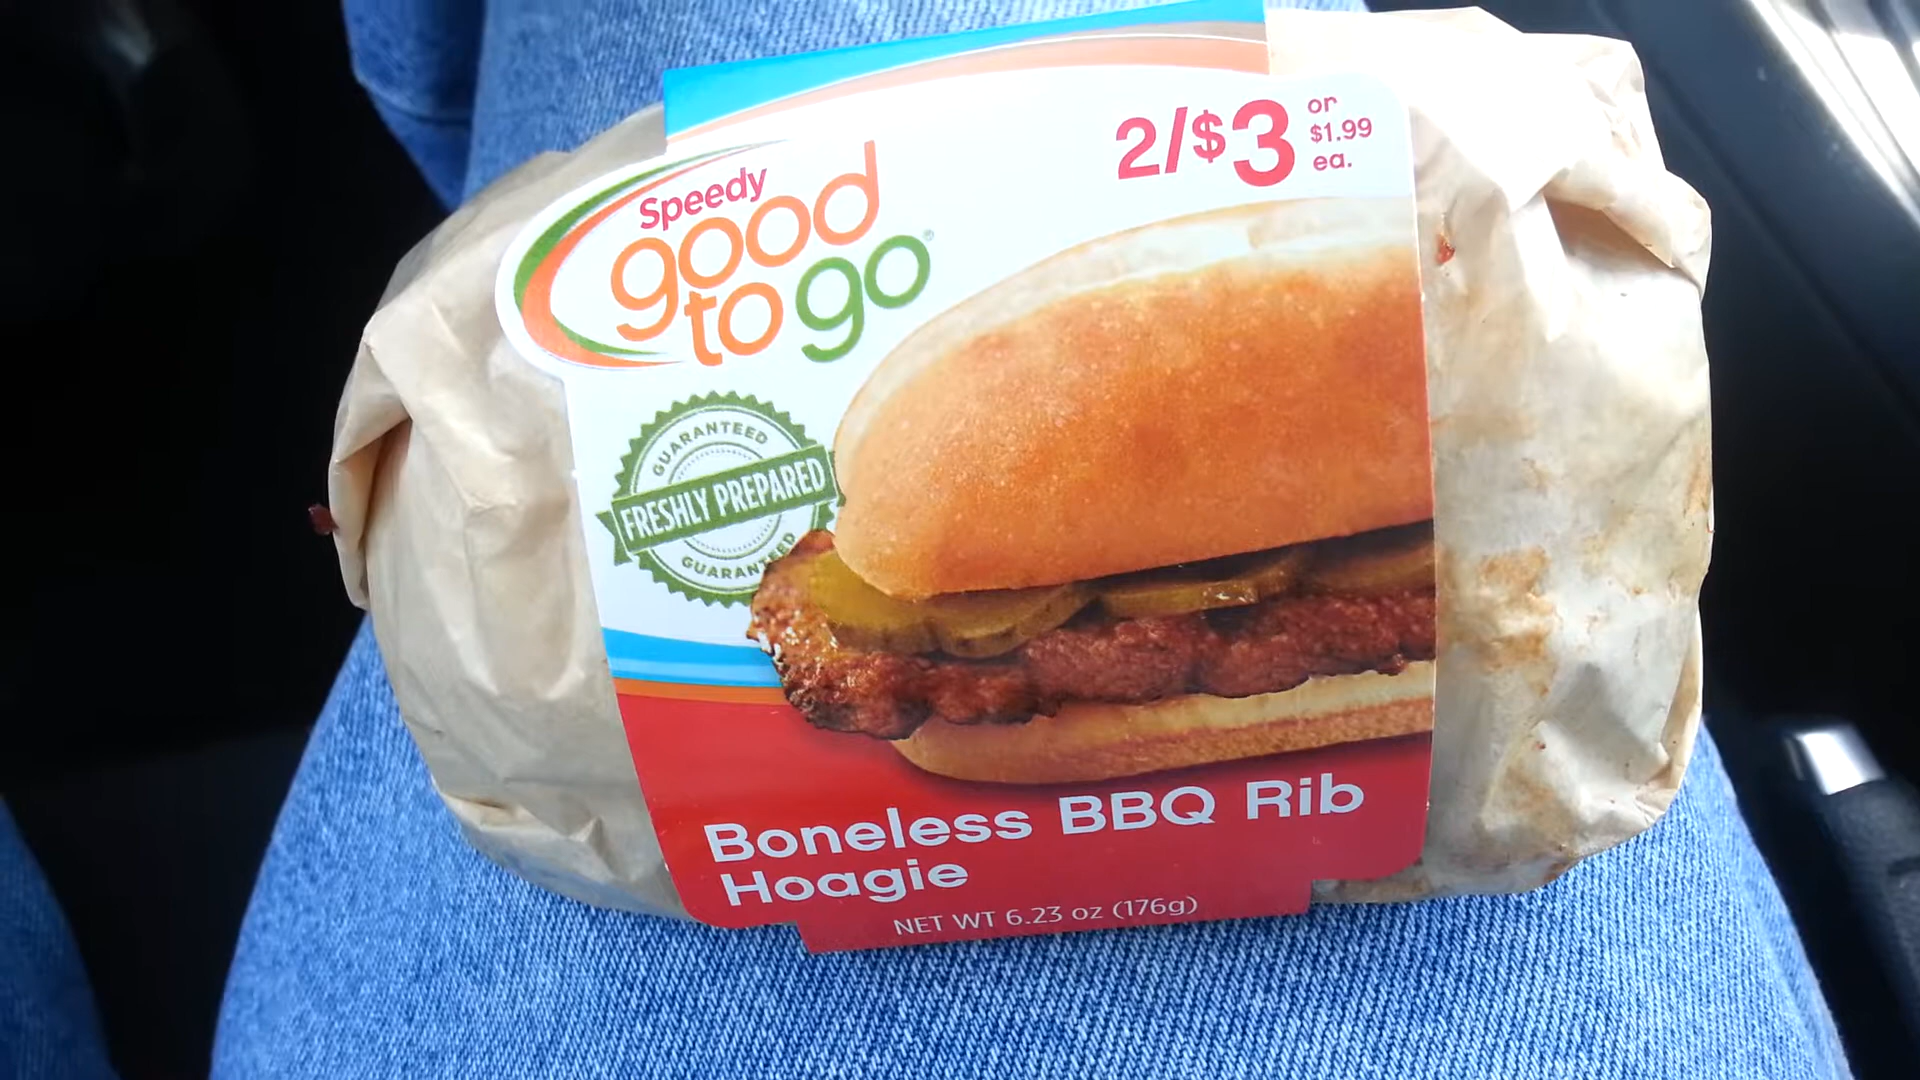 2/$3 or
$1.99
ea.
Speedy
good
to go®
GUARANTEED
FRESHLY PREPARED
GUARANTEED
Boneless BBQ Rib
Hoagie
NET WT 6.23 oz (176g)